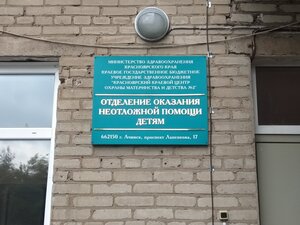 МИНИСТЕРСТВО ЗДРАВООХРАНЕНИЯ
КРАСНОЯРСКОГО КРАЯ
КРАЕВОЕ ГОСУДАРСТВЕННОЕ БЮДЖЕТНОЕ
УЧРЕЖДЕНИЕ ЗДРАВООХРАНЕНИЯ
"КРАСНОЯРСКИЙ КРАЕВОЙ ЦЕНТР
ОХРАНЫ МАТЕРИНСТВА И ДЕТСТВА №2"
ОТДЕЛЕНИЕ ОКАЗАНИЯ
НЕОТЛОЖНОЙ ПОМОЩИ
ДЕТЯМ
662150 г. Ачинск, проспект Лапенкова, 17